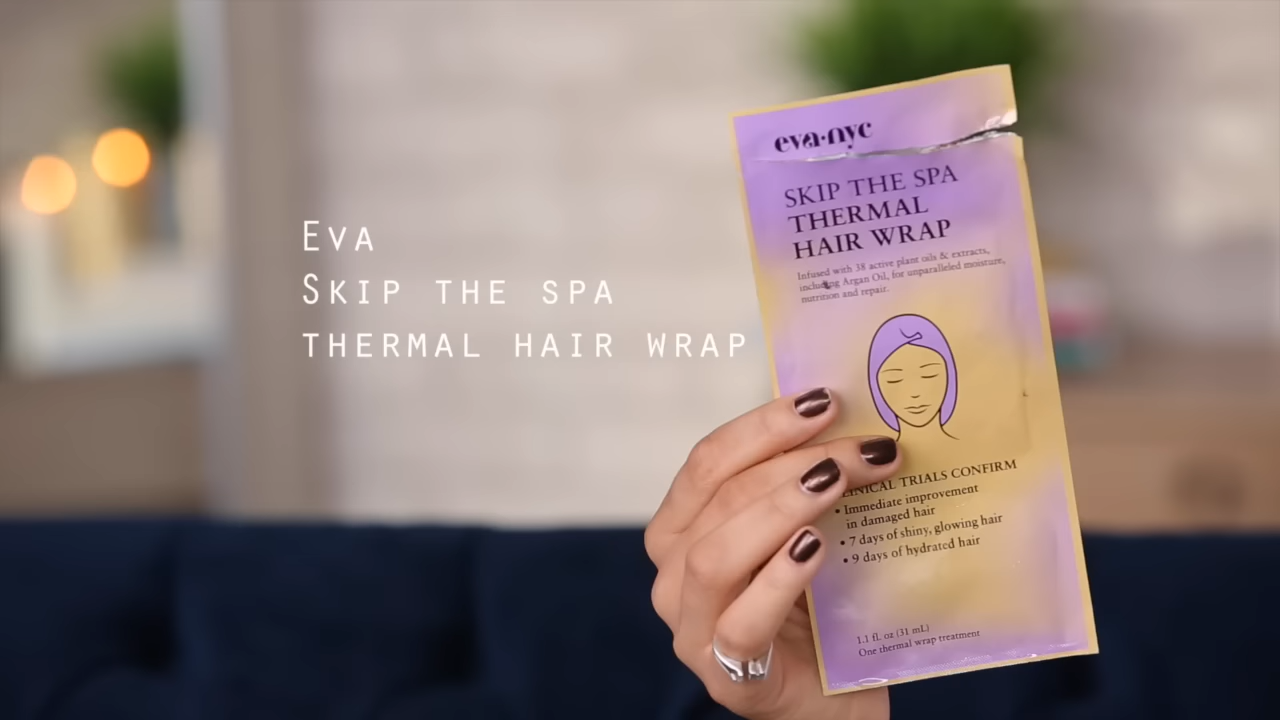 Eva
Skip the spa
thermal hair wrap
eva·nyc
SKIP THE SPA
THERMAL
HAIR WRAP
Infused with 38 active plant oils & extracts,
including Argan Oil, for unparalleled moisture,
nutrition and repair.
CLINICAL TRIALS CONFIRM
• Immediate improvement
in damaged hair
• 7 days of shiny, glowing hair
• 9 days of hydrated hair
1.1 fl. oz (31 mL)
One thermal wrap treatment